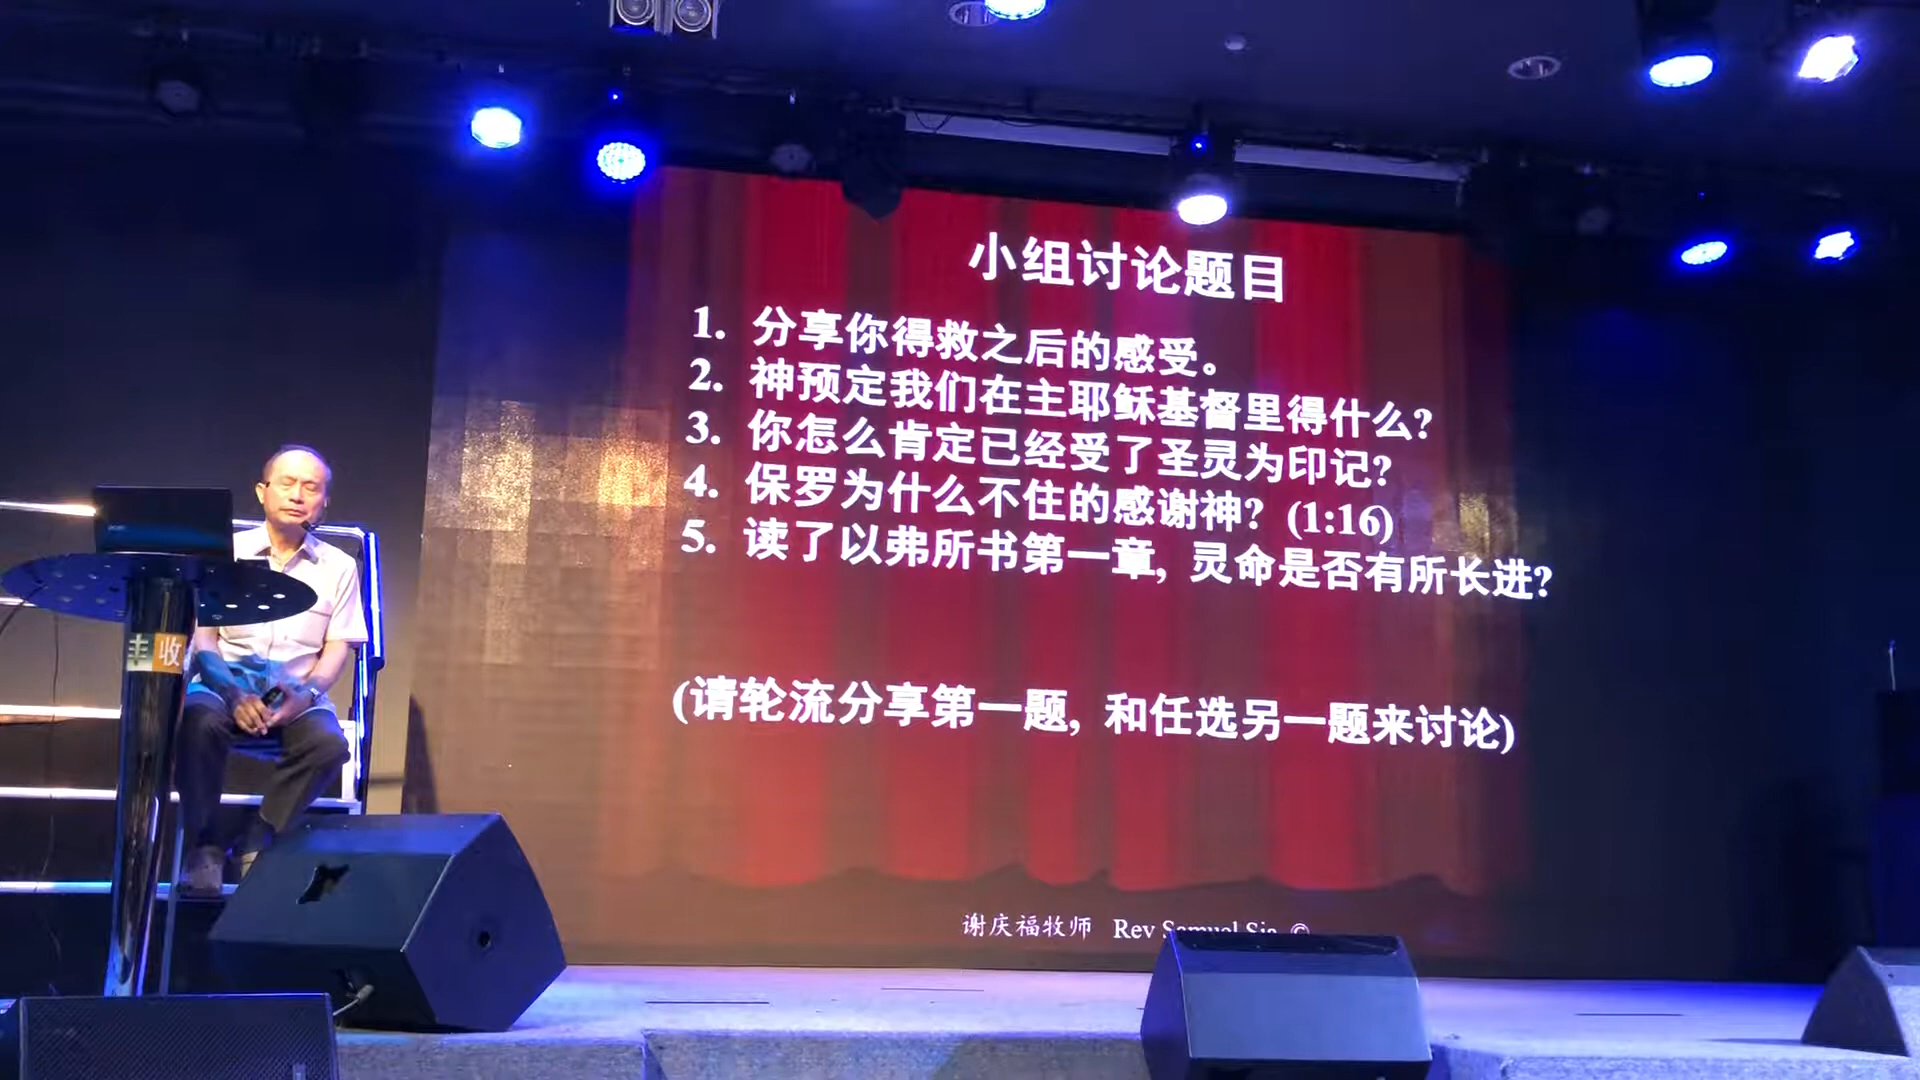 小组讨论题目
1. 分享你得救之后的感受。
2. 神预定我们在主耶稣基督里得什么?
3. 你怎么肯定已经受了圣灵为印记?
4. 保罗为什么不住的感谢神? (1:16)
5. 读了以弗所书第一章, 灵命是否有所长进?
(请轮流分享第一题, 和任选另一题来讨论)
谢庆福牧师 Rev Samuel Sia ©
丰收